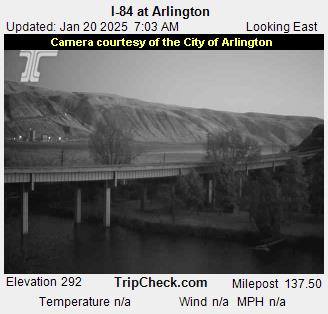 I-84 at Arlington
Updated: Jan 20 2025 7:03 AM Looking East
Camera courtesy of the City of Arlington
Elevation 292 TripCheck.com Milepost 137.50
Temperature n/a Wind n/a MPH n/a